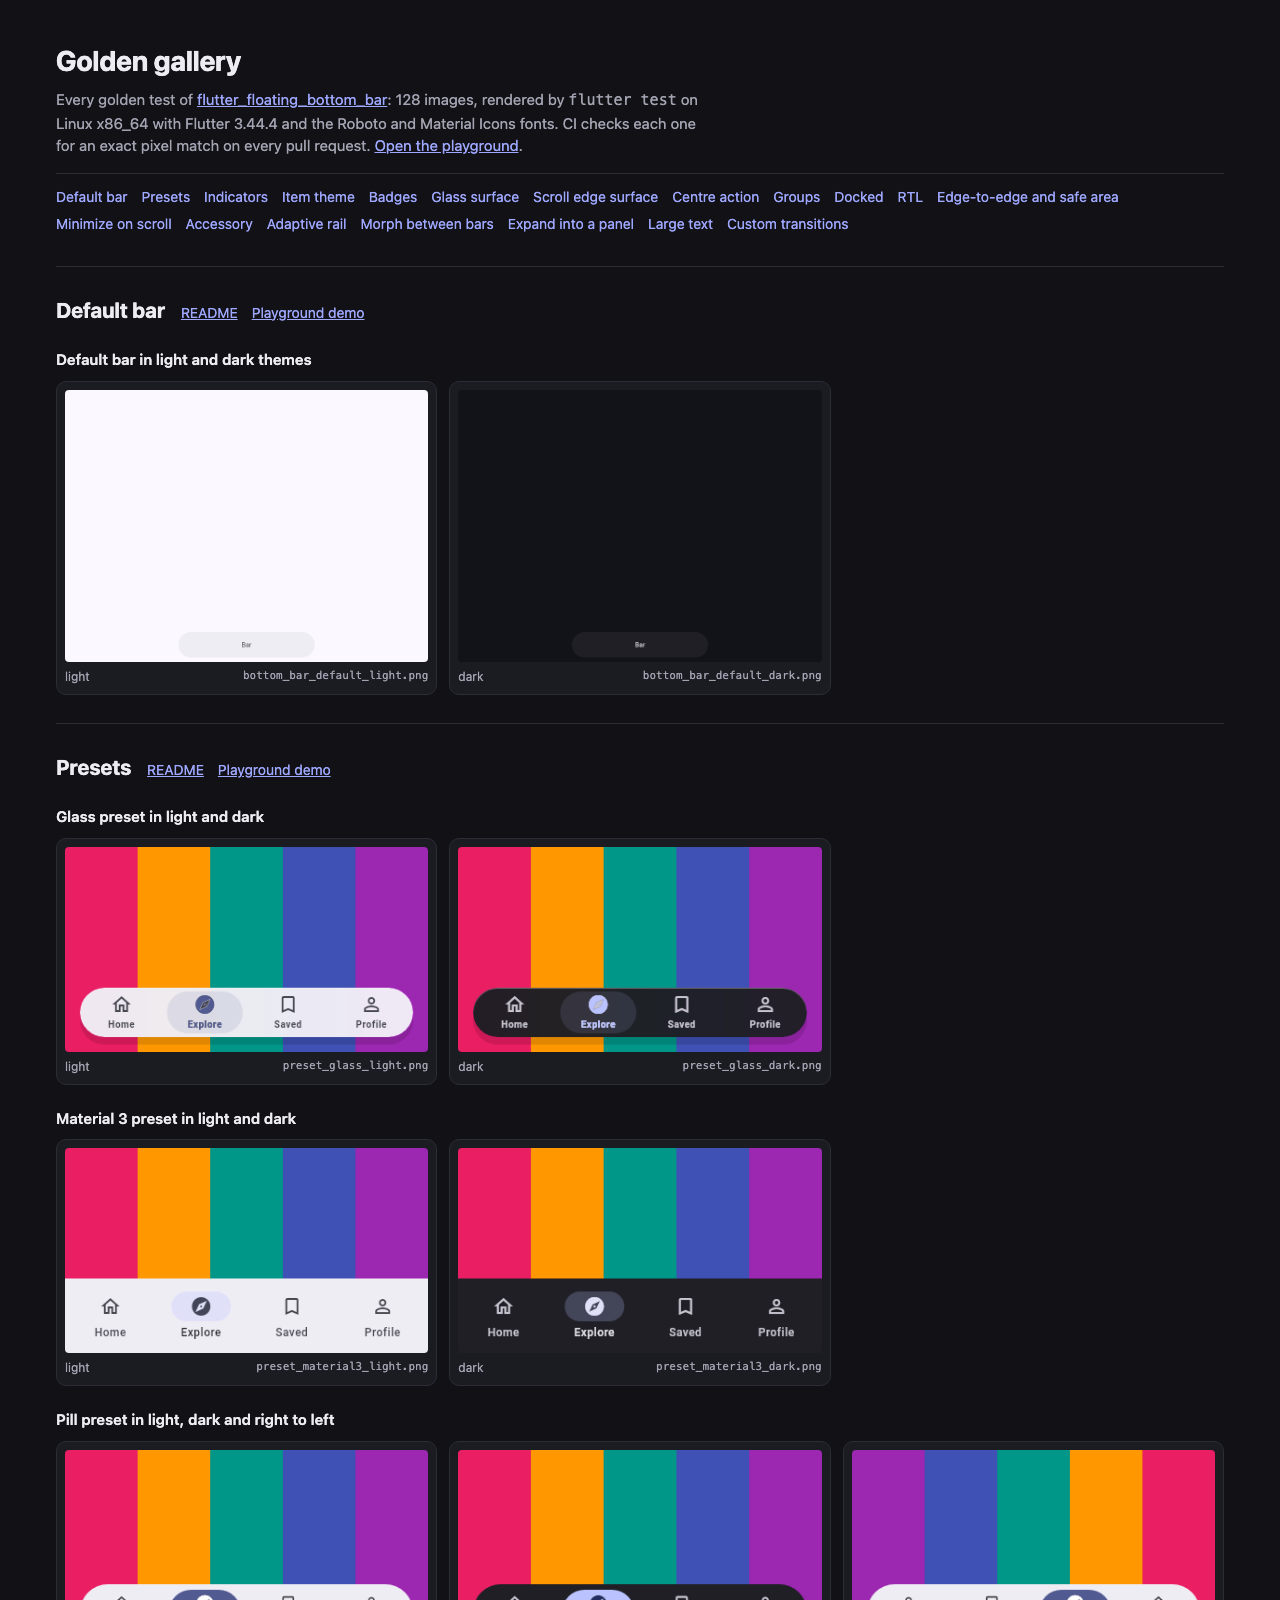 Golden gallery
Every golden test of flutter_floating_bottom_bar: 128 images, rendered by flutter test on
Linux x86_64 with Flutter 3.44.4 and the Roboto and Material Icons fonts. CI checks each one
for an exact pixel match on every pull request. Open the playground.
Default bar Presets Indicators Item theme Badges Glass surface Scroll edge surface Centre action Groups Docked RTL Edge-to-edge and safe area
Minimize on scroll Accessory Adaptive rail Morph between bars Expand into a panel Large text Custom transitions
Default bar README Playground demo
Default bar in light and dark themes
Bar Bar
light bottom_bar_default_light.png dark bottom_bar_default_dark.png
Presets README Playground demo
Glass preset in light and dark
Home Explore Saved Profile Home Explore Saved Profile
light preset_glass_light.png dark preset_glass_dark.png
Material 3 preset in light and dark
Home Explore Saved Profile Home Explore Saved Profile
light preset_material3_light.png dark preset_material3_dark.png
Pill preset in light, dark and right to left